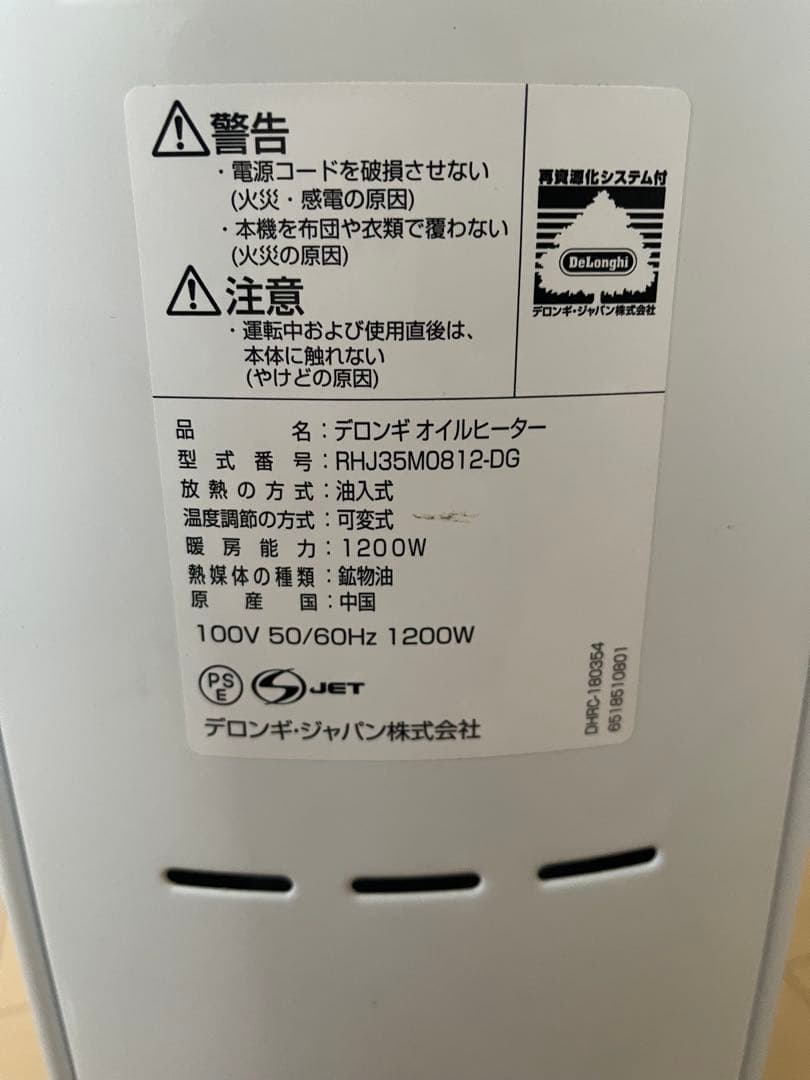 警告
・電源コードを破損させない
(火災・感電の原因)
・本機を布団や衣類で覆わない
(火災の原因)
注意
・運転中および使用直後は、
本体に触れない
(やけどの原因)
再資源化システム付
DeLonghi
デロンギ・ジャパン株式会社
品名:デロンギ オイルヒーター
型式番号:RHJ35M0812-DG
放熱の方式:油入式
温度調節の方式:可変式
暖房能力:1200W
熱媒体の種類:鉱物油
原産国:中国
100V 50/60Hz 1200W
PS
E
JET
デロンギ・ジャパン株式会社
DHRC-180354
6518510801